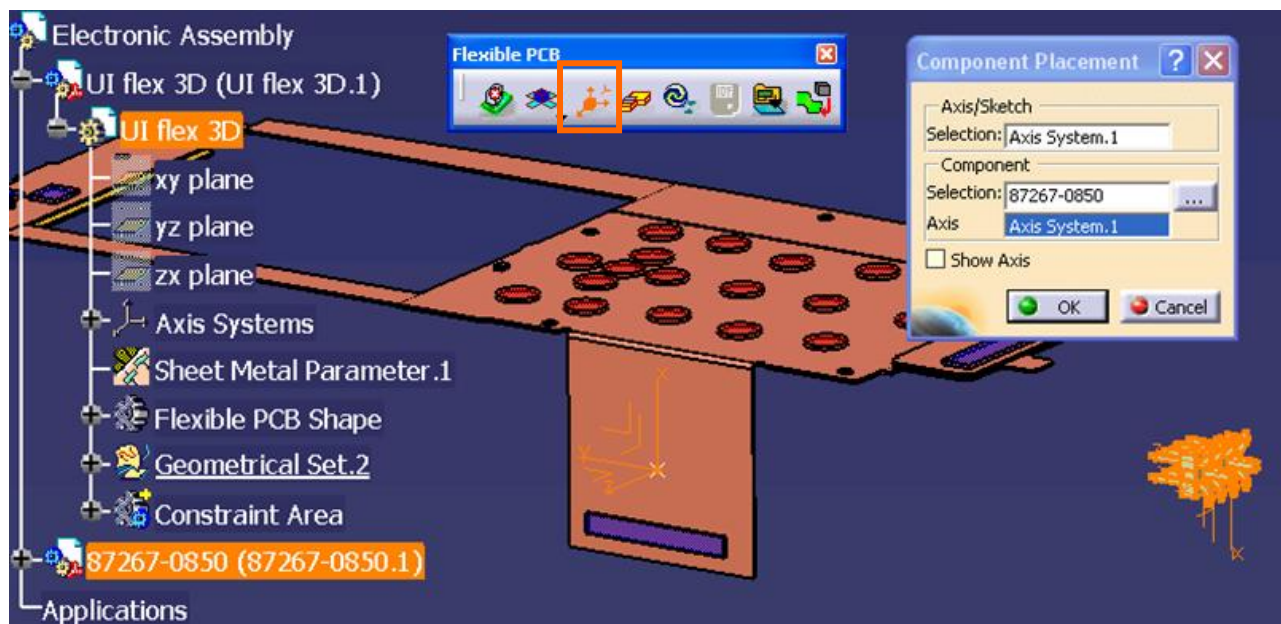 Electronic Assembly
UI flex 3D (UI flex 3D.1)
UI flex 3D
xy plane
yz plane
zx plane
Axis Systems
Sheet Metal Parameter.1
Flexible PCB Shape
Geometrical Set.2
Constraint Area
87267-0850 (87267-0850.1)
Applications
Flexible PCB
Component Placement
Axis/Sketch
Selection: Axis System.1
Component
Selection: 87267-0850 ...
Axis Axis System.1
Show Axis
OK Cancel